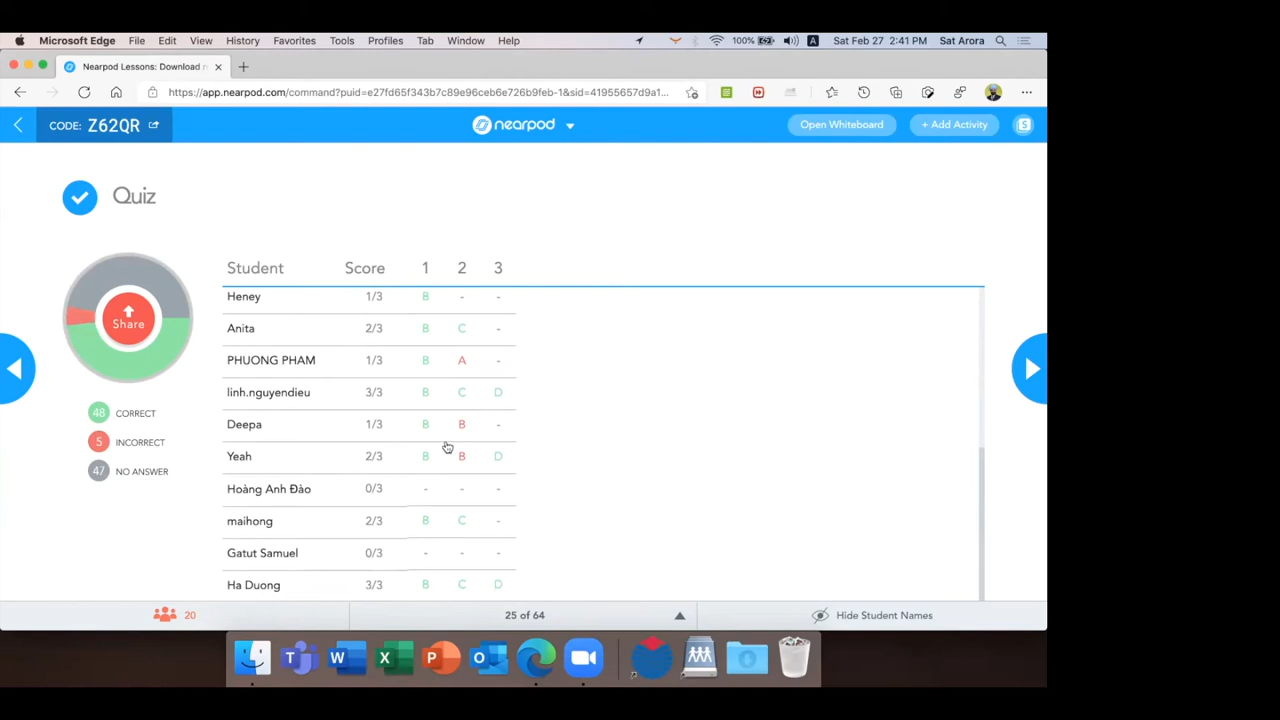 Microsoft Edge File Edit View History Favorites Tools Profiles Tab Window Help 100% A Sat Feb 27 2:41 PM Sat Arora
Nearpod Lessons: Download n
https://app.nearpod.com/command?puid=e27fd65f343b7c89e96ceb6e726b9feb-1&sid=41955657d9a1...
CODE: Z62QR nearpod Open Whiteboard + Add Activity S
Quiz
Student Score 1 2 3
Heney 1/3 B - -
Anita 2/3 B C -
PHUONG PHAM 1/3 B A -
linh.nguyendieu 3/3 B C D
Deepa 1/3 B B -
Yeah 2/3 B B D
Hoàng Anh Đào 0/3 - - -
maihong 2/3 B C -
Gatut Samuel 0/3 - - -
Ha Duong 3/3 B C D
Share
48 CORRECT
5 INCORRECT
47 NO ANSWER
20 25 of 64 Hide Student Names
T W X P O